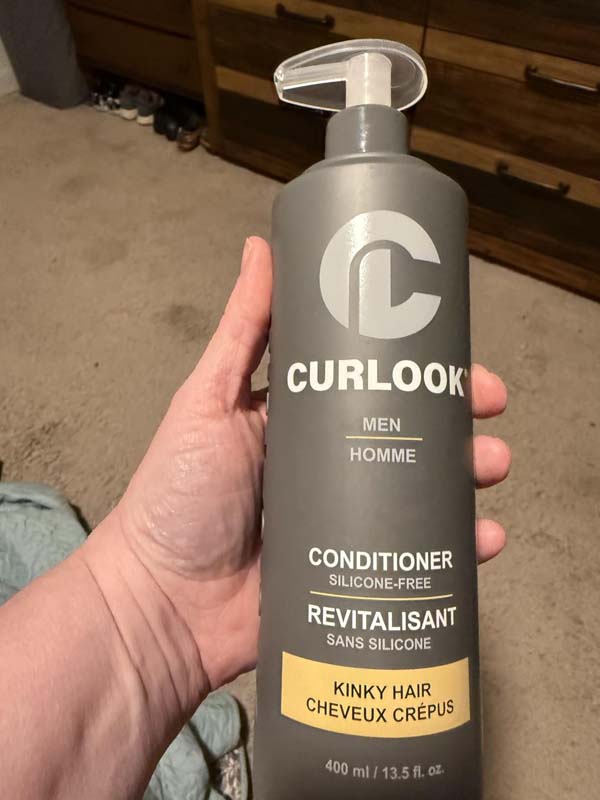 CURLOOK
MEN
HOMME
CONDITIONER
SILICONE-FREE
REVITALISANT
SANS SILICONE
KINKY HAIR
CHEVEUX CRÉPUS
400 ml / 13.5 fl. oz.